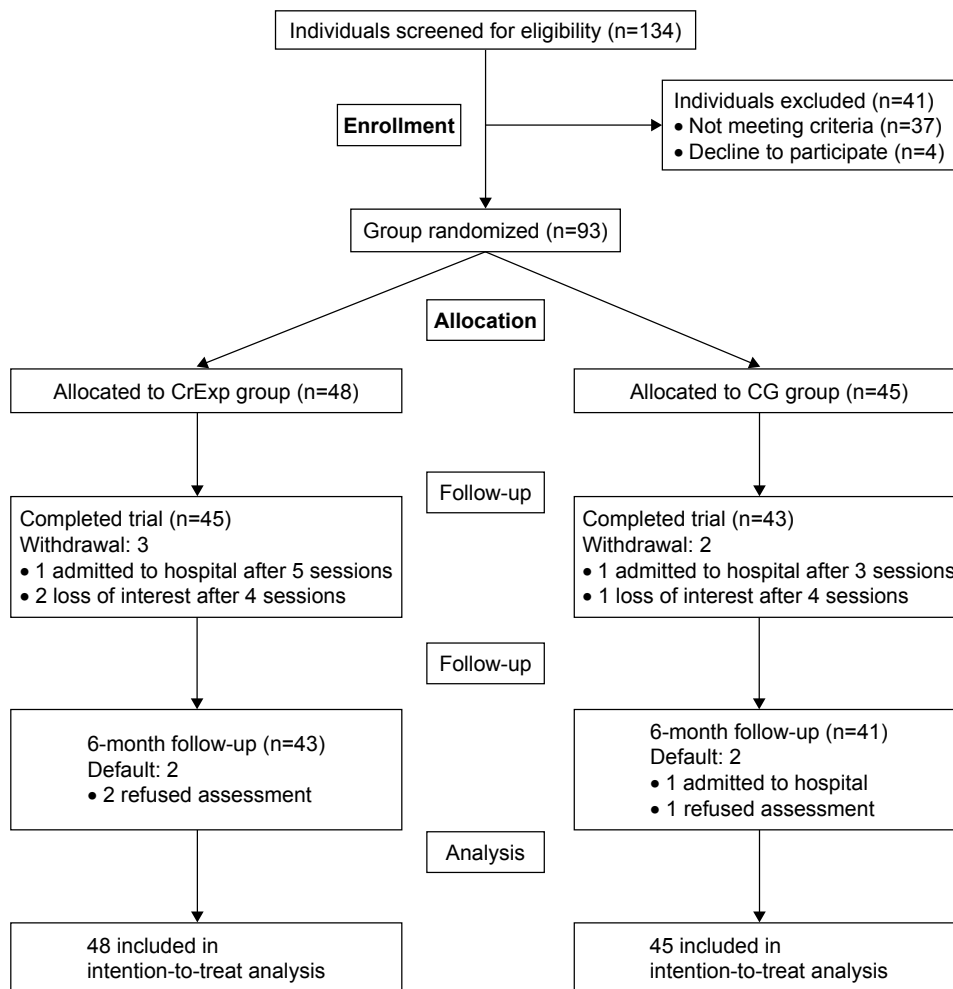 Individuals screened for eligibility (n=134)
Individuals excluded (n=41)
• Not meeting criteria (n=37)
• Decline to participate (n=4)
Enrollment
Group randomized (n=93)
Allocation
Allocated to CrExp group (n=48)
Allocated to CG group (n=45)
Follow-up
Completed trial (n=45)
Withdrawal: 3
• 1 admitted to hospital after 5 sessions
• 2 loss of interest after 4 sessions
Completed trial (n=43)
Withdrawal: 2
• 1 admitted to hospital after 3 sessions
• 1 loss of interest after 4 sessions
Follow-up
6-month follow-up (n=43)
Default: 2
• 2 refused assessment
6-month follow-up (n=41)
Default: 2
• 1 admitted to hospital
• 1 refused assessment
Analysis
48 included in
intention-to-treat analysis
45 included in
intention-to-treat analysis